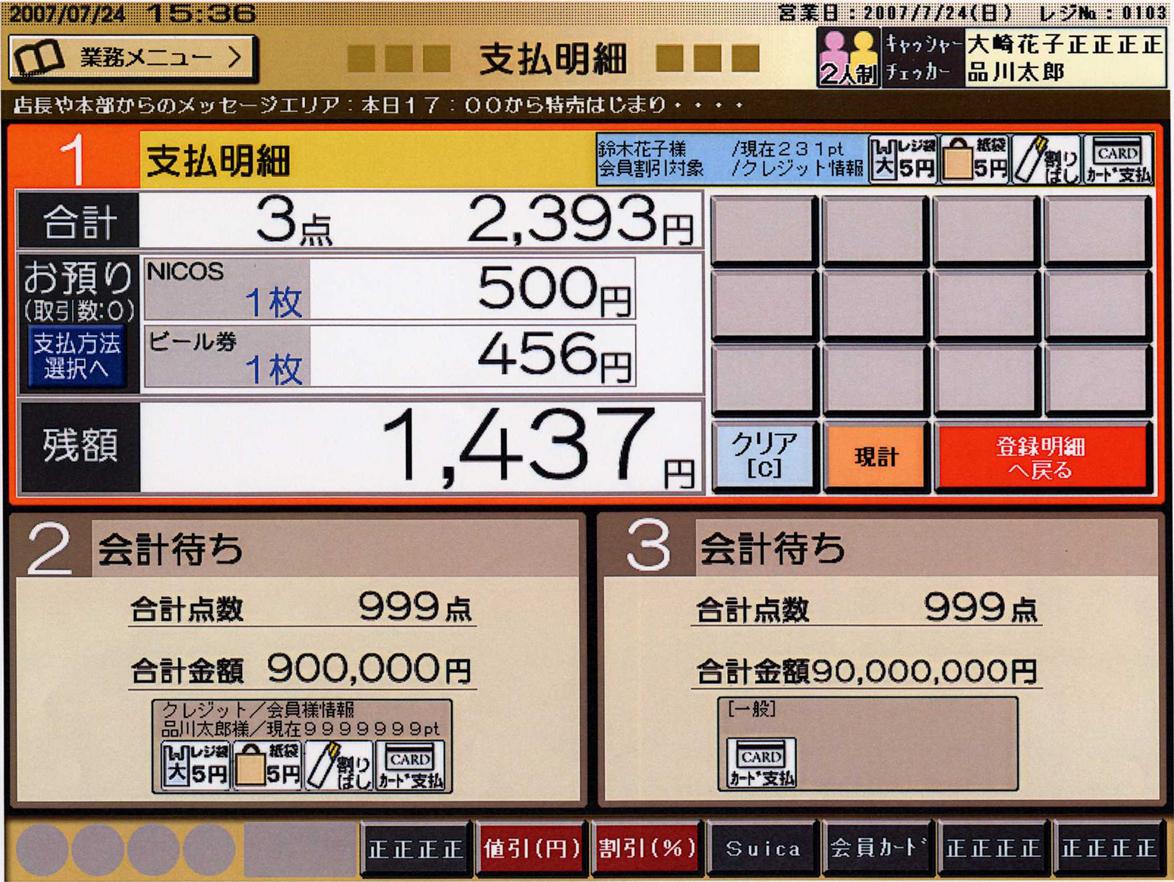 2007/07/24 15:36
営業日:2007/7/24(日) レジ№:0103
業務メニュー
支払明細
2人制
キャッシャー 大崎花子正正正正
チェッカー 品川太郎
店長や本部からのメッセージエリア:本日17:00から特売はじまり・・・・
1 支払明細
鈴木花子様 /現在231pt
会員割引対象 /クレジット情報
大 レジ袋 5円
紙袋 5円
割りばし
CARD カード支払
合計 3点 2,393円
お預り
(取引数:0)
支払方法
選択へ
NICOS
1枚 500円
ビール券
1枚 456円
残額 1,437円
クリア
[C]
現計
登録明細
へ戻る
2 会計待ち
合計点数 999点
合計金額 900,000円
クレジット/会員様情報
品川太郎様/現在9999999pt
大 レジ袋 5円
紙袋 5円
割りばし
CARD カード支払
3 会計待ち
合計点数 999点
合計金額90,000,000円
[一般]
CARD カード支払
正正正正 値引(円) 割引(%) Suica 会員カード 正正正正 正正正正